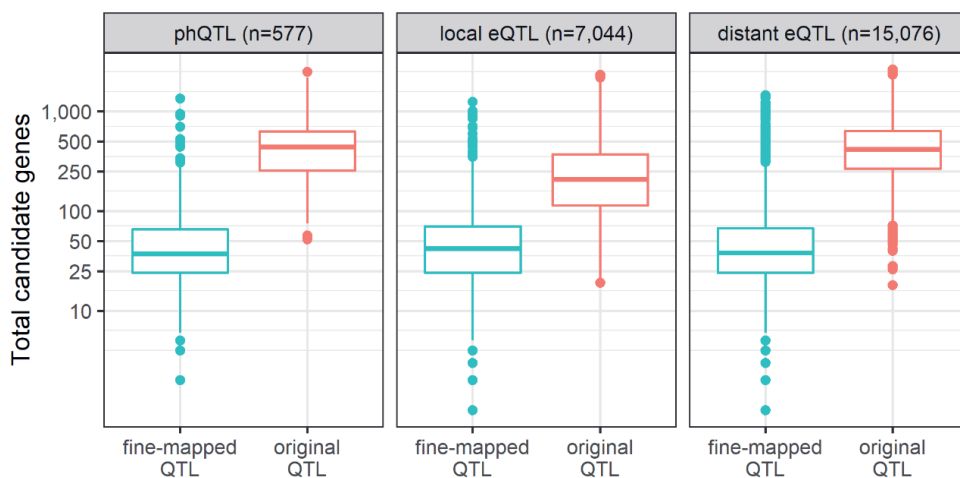 phQTL (n=577)
local eQTL (n=7,044)
distant eQTL (n=15,076)
Total candidate genes
1,000
500
250
100
50
25
10
fine-mapped
QTL
original
QTL
fine-mapped
QTL
original
QTL
fine-mapped
QTL
original
QTL